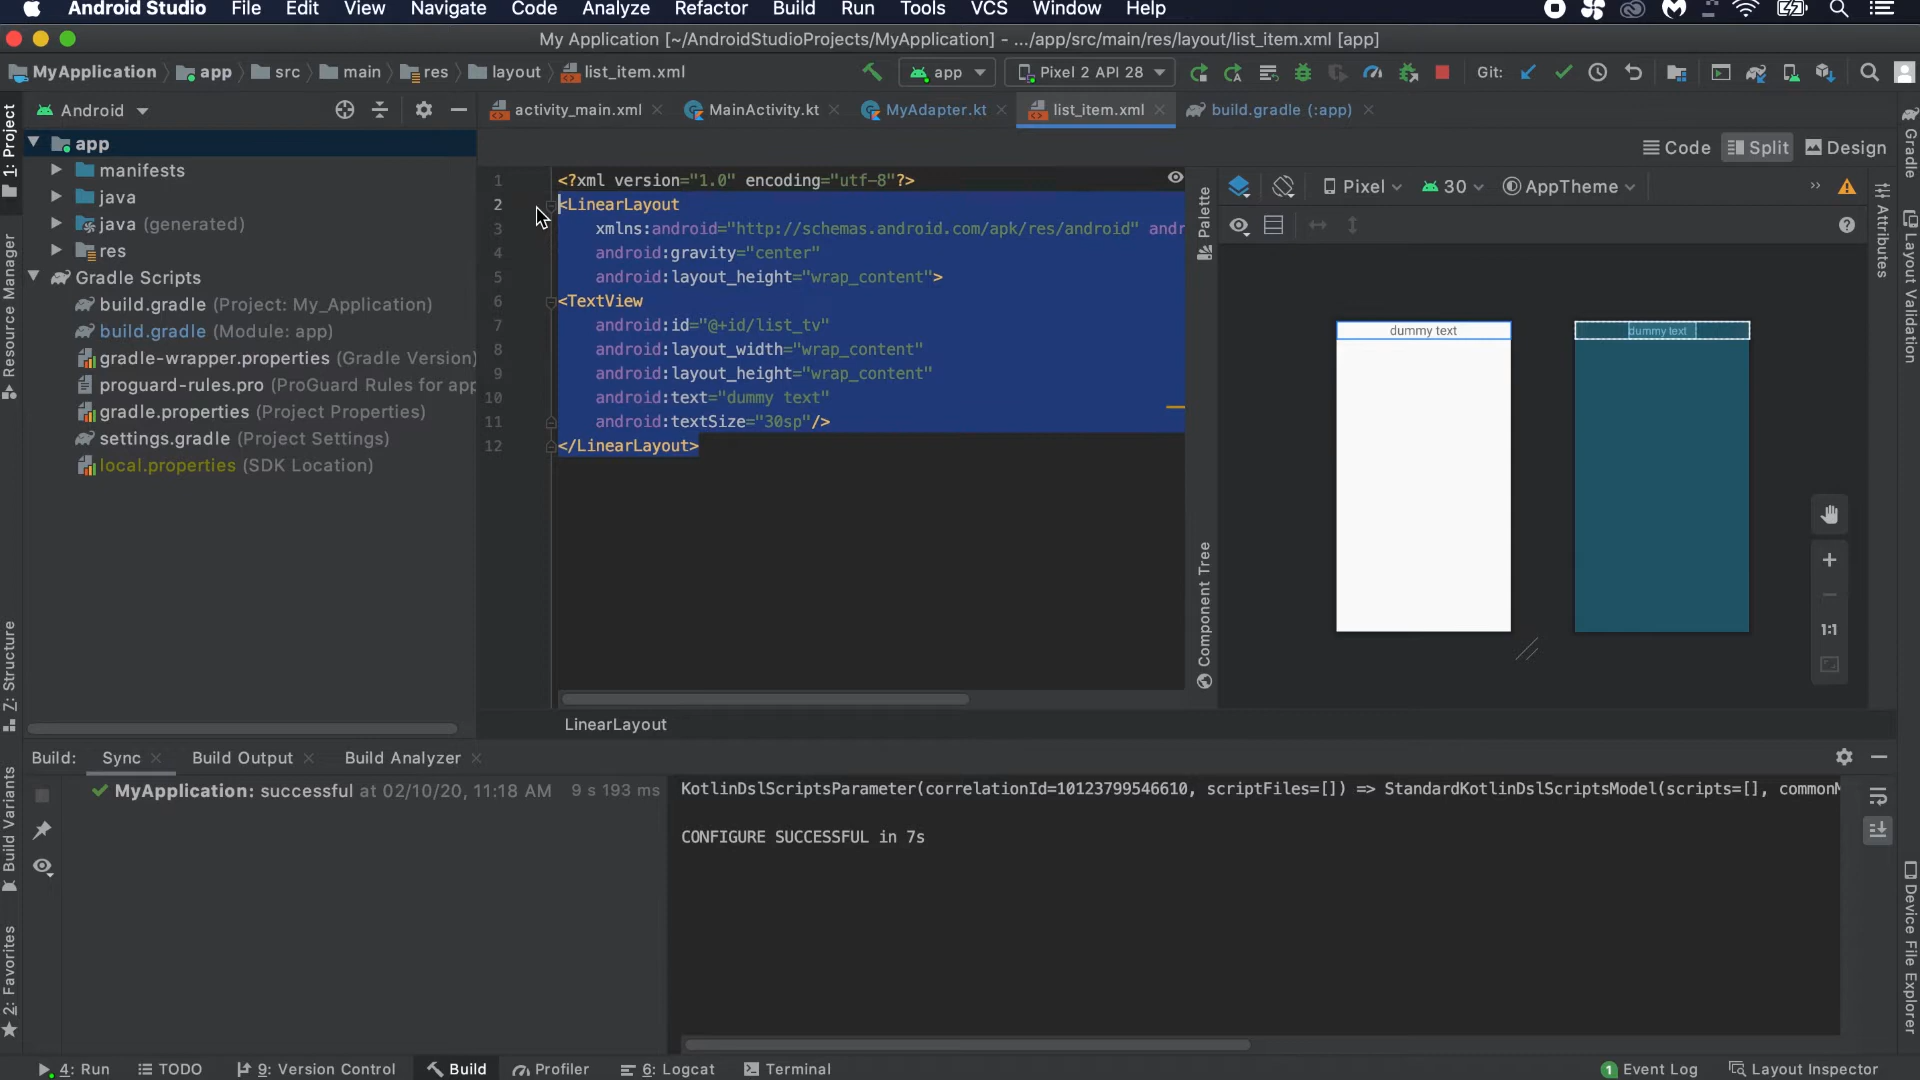 Android Studio File Edit View Navigate Code Analyze Refactor Build Run Tools VCS Window Help
My Application [~/AndroidStudioProjects/MyApplication] - .../app/src/main/res/layout/list_item.xml [app]
MyApplication app src main res layout list_item.xml app Pixel 2 API 28 Git:
Android activity_main.xml MainActivity.kt MyAdapter.kt list_item.xml build.gradle (:app)
1: Project
Resource Manager
Z: Structure
Build Variants
2: Favorites
app
manifests
java
java (generated)
res
Gradle Scripts
build.gradle (Project: My_Application)
build.gradle (Module: app)
gradle-wrapper.properties (Gradle Version)
proguard-rules.pro (ProGuard Rules for app
gradle.properties (Project Properties)
settings.gradle (Project Settings)
local.properties (SDK Location)
Code Split Design
1 <?xml version="1.0" encoding="utf-8"?>
2 <LinearLayout
3 xmlns:android="http://schemas.android.com/apk/res/android" andr
4 android:gravity="center"
5 android:layout_height="wrap_content">
6 <TextView
7 android:id="@+id/list_tv"
8 android:layout_width="wrap_content"
9 android:layout_height="wrap_content"
10 android:text="dummy text"
11 android:textSize="30sp"/>
12 </LinearLayout>
LinearLayout
Palette
Component Tree
Pixel 30 AppTheme
dummy text
dummy text
1:1
Gradle
Attributes
Layout Validation
Device File Explorer
Build: Sync Build Output Build Analyzer
MyApplication: successful at 02/10/20, 11:18 AM 9 s 193 ms
KotlinDslScriptsParameter(correlationId=10123799546610, scriptFiles=[]) => StandardKotlinDslScriptsModel(scripts=[], commonM
CONFIGURE SUCCESSFUL in 7s
4: Run TODO 9: Version Control Build Profiler 6: Logcat Terminal 1 Event Log Layout Inspector